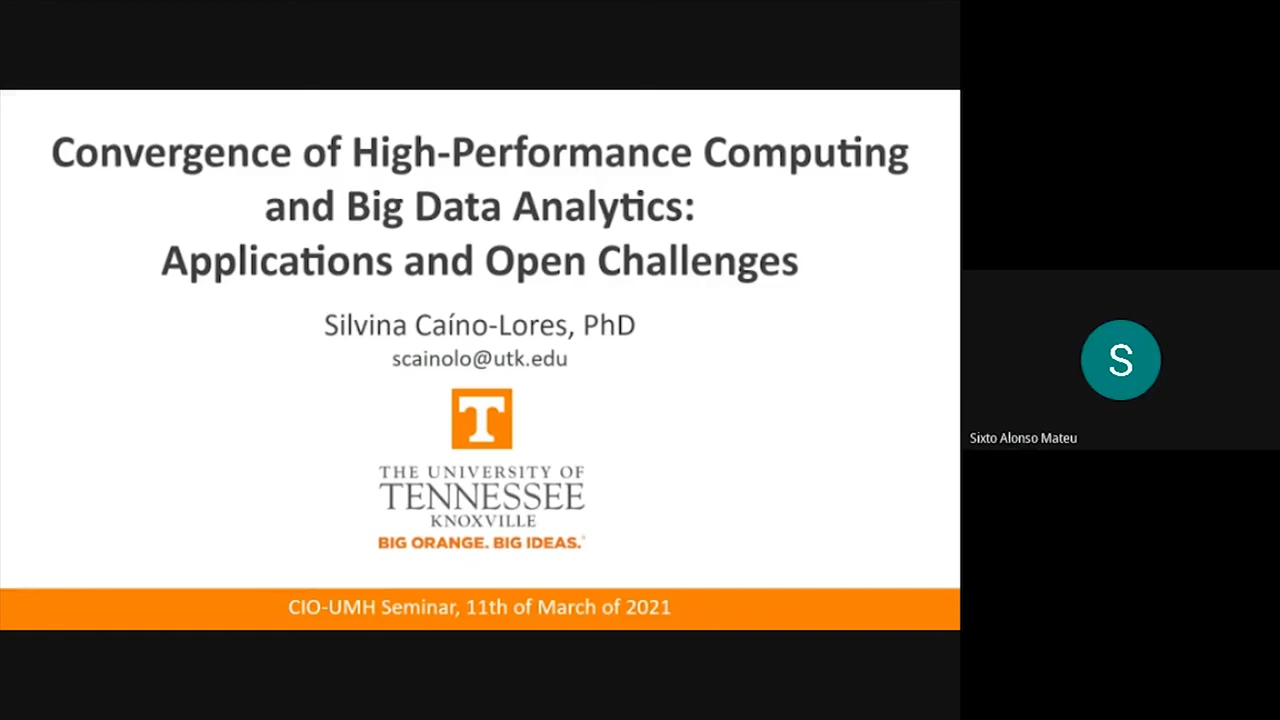 Convergence of High-Performance Computing
and Big Data Analytics:
Applications and Open Challenges
Silvina Caíno-Lores, PhD
scainolo@utk.edu
T
THE UNIVERSITY OF
TENNESSEE
KNOXVILLE
BIG ORANGE. BIG IDEAS.®
CIO-UMH Seminar, 11th of March of 2021
S
Sixto Alonso Mateu